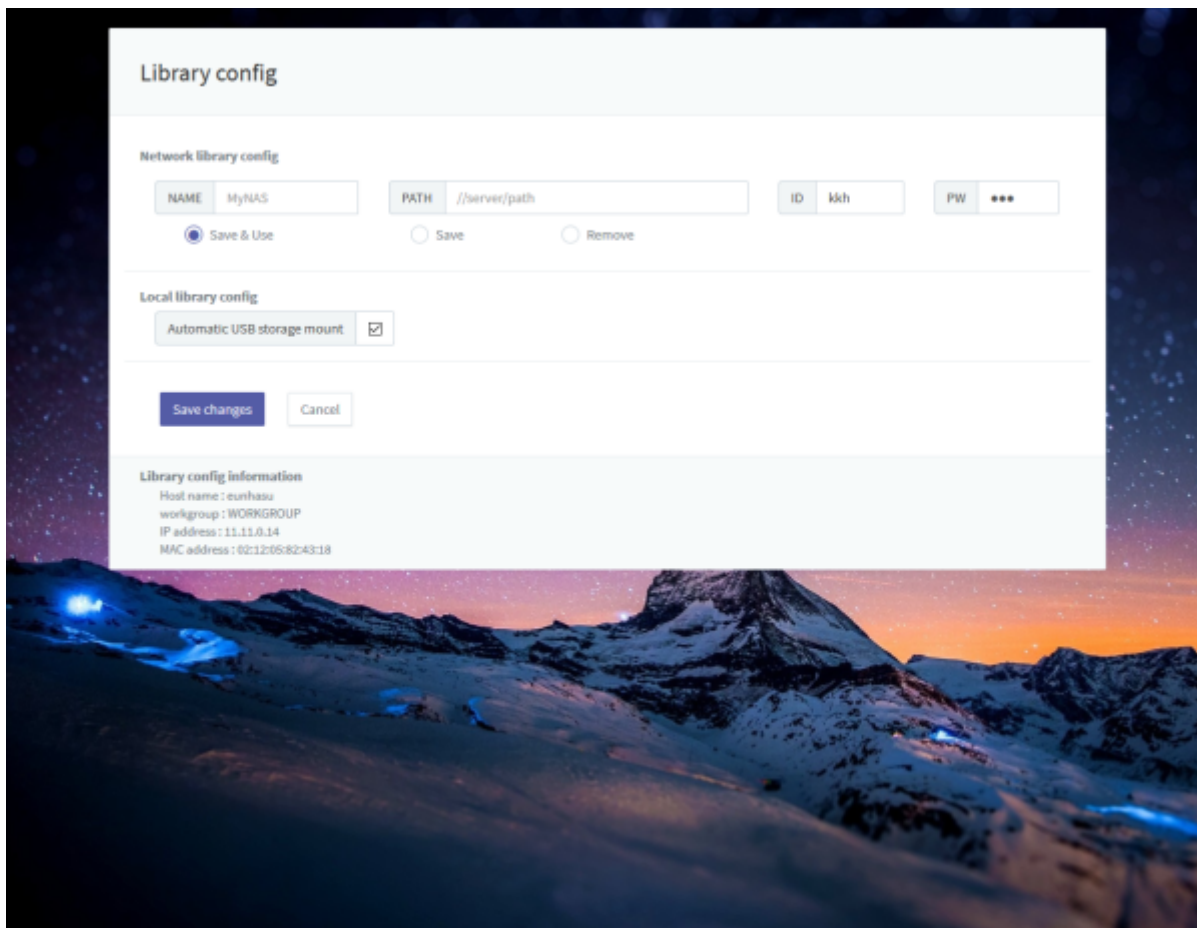 Library config
Network library config
NAME MyNAS PATH //server/path ID kkh PW •••
Save & Use Save Remove
Local library config
Automatic USB storage mount
Save changes Cancel
Library config information
Host name : eunhasu
workgroup : WORKGROUP
IP address : 11.11.0.14
MAC address : 02:12:05:82:43:18